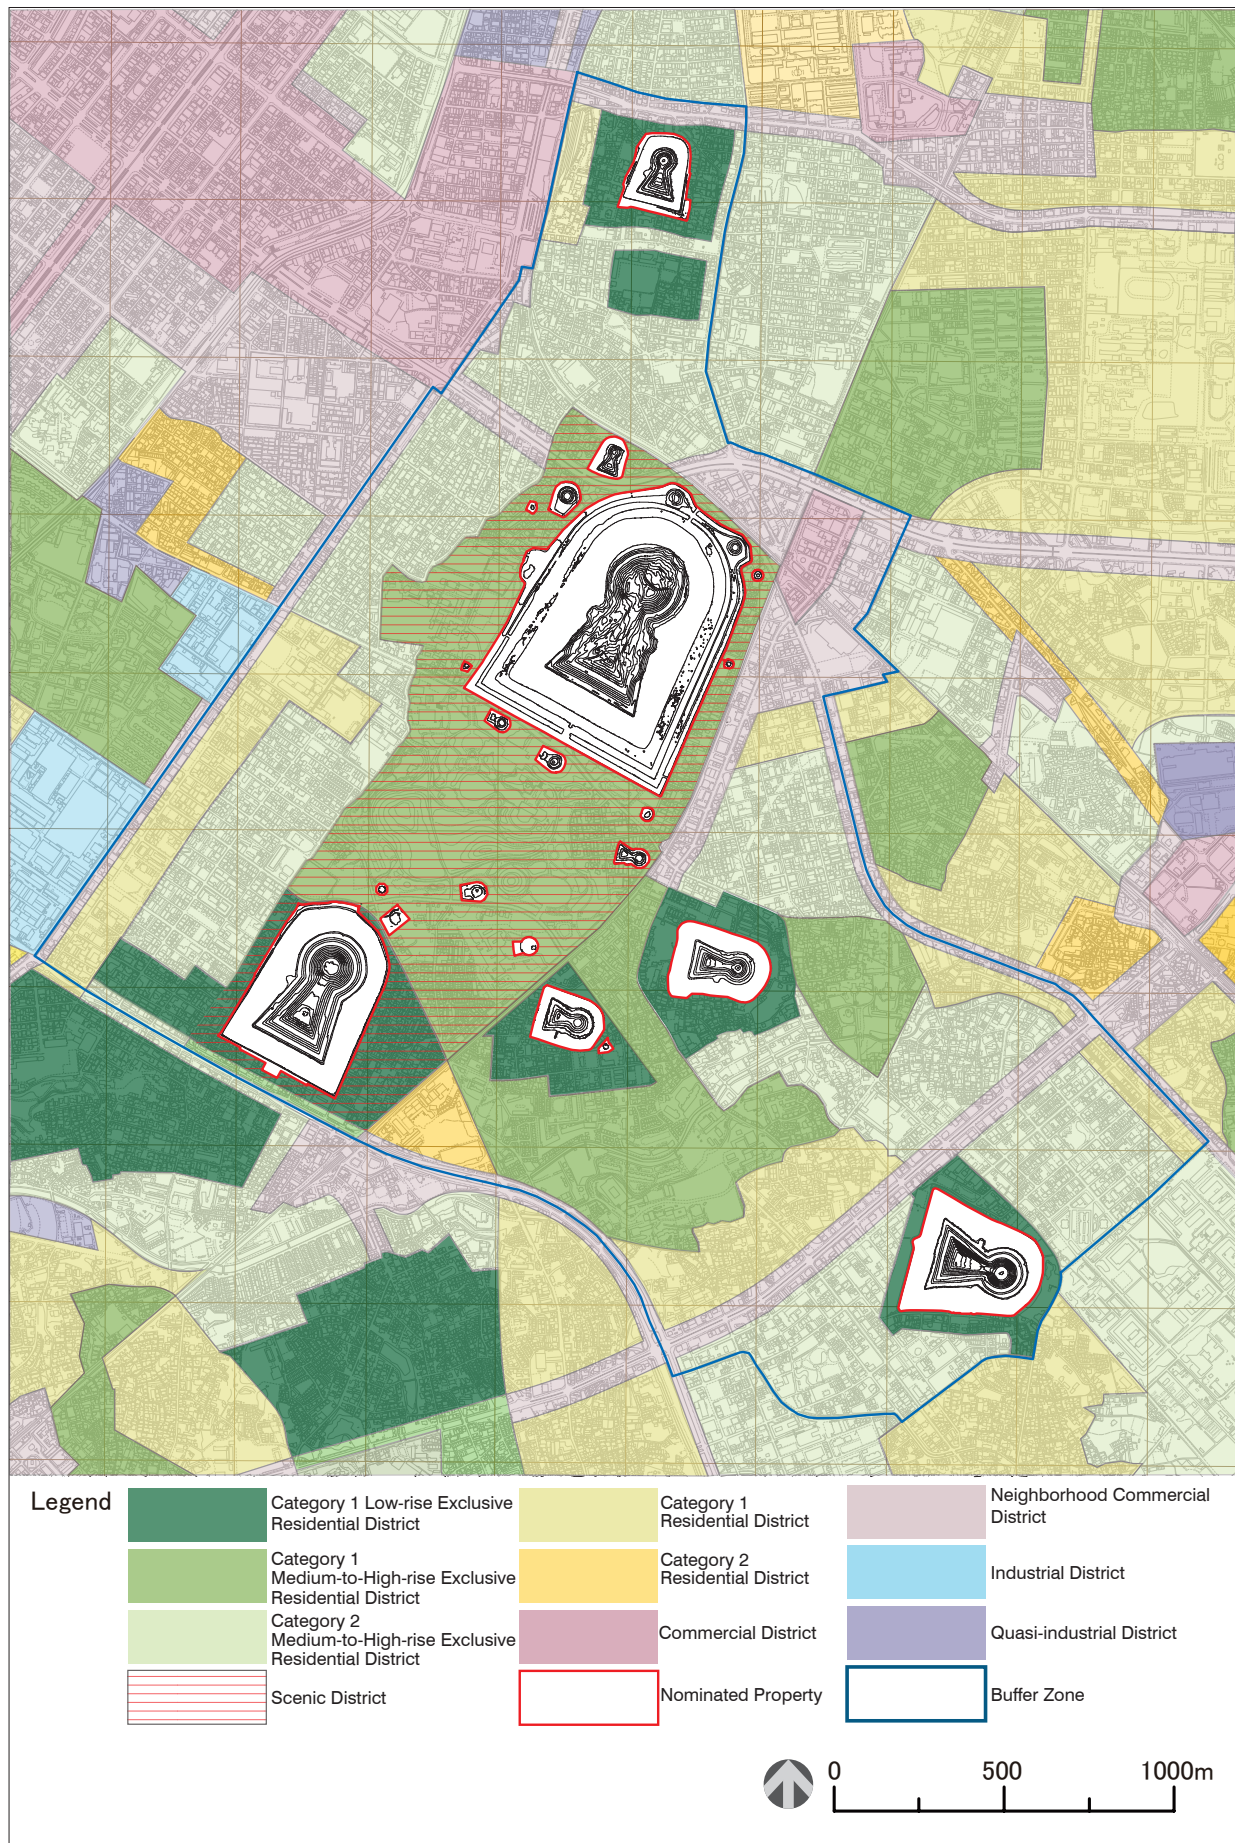 Legend
Category 1 Low-rise Exclusive
Residential District
Category 1
Medium-to-High-rise Exclusive
Residential District
Category 2
Medium-to-High-rise Exclusive
Residential District
Scenic District
Category 1
Residential District
Category 2
Residential District
Commercial District
Nominated Property
Neighborhood Commercial
District
Industrial District
Quasi-industrial District
Buffer Zone
0 500 1000m